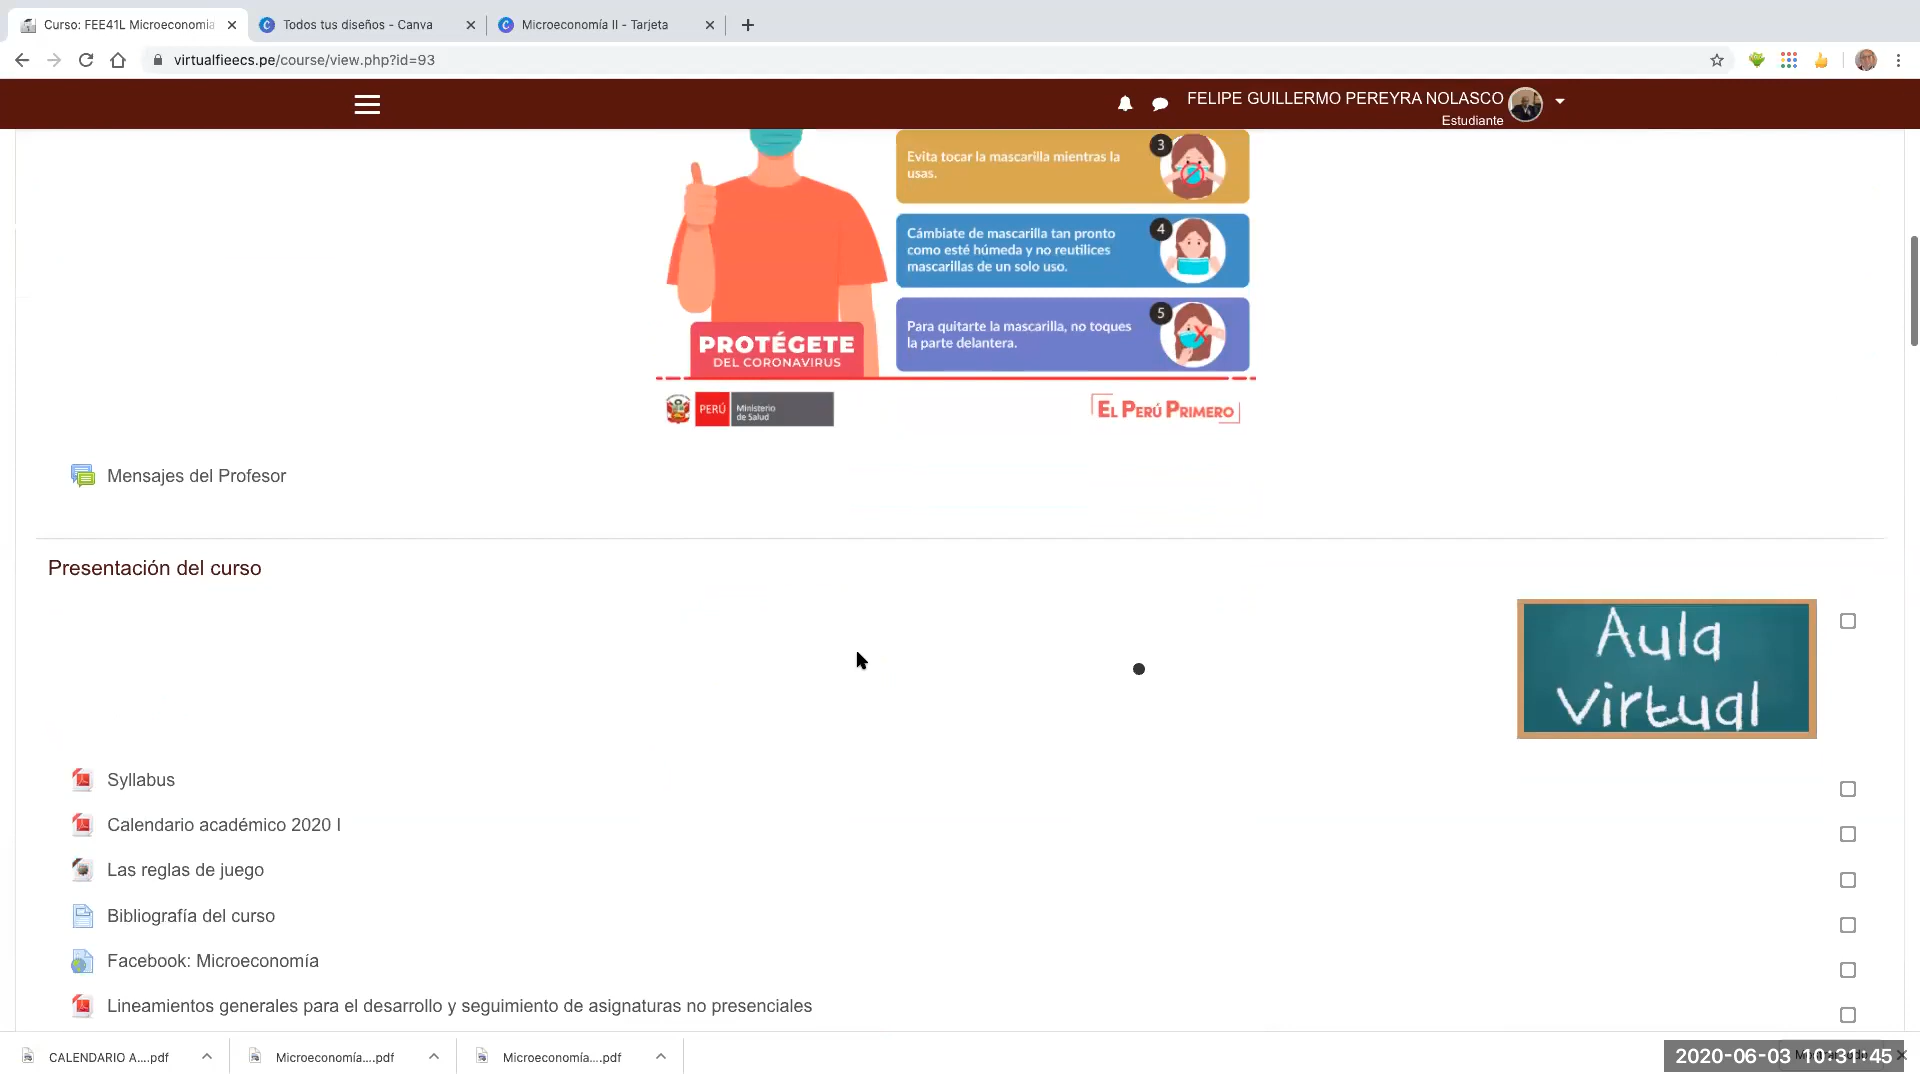 Curso: FEE41L Microeconomía
Todos tus diseños - Canva
Microeconomía II - Tarjeta
virtualfieecs.pe/course/view.php?id=93
FELIPE GUILLERMO PEREYRA NOLASCO
Estudiante
3
Evita tocar la mascarilla mientras la
usas.
4
Cámbiate de mascarilla tan pronto
como esté húmeda y no reutilices
mascarillas de un solo uso.
5
Para quitarte la mascarilla, no toques
la parte delantera.
PROTÉGETE
DEL CORONAVIRUS
PERÚ
Ministerio
de Salud
EL PERÚ PRIMERO
Mensajes del Profesor
Presentación del curso
Aula
Virtual
Syllabus
Calendario académico 2020 I
Las reglas de juego
Bibliografía del curso
Facebook: Microeconomía
Lineamientos generales para el desarrollo y seguimiento de asignaturas no presenciales
CALENDARIO A....pdf
Microeconomía....pdf
Microeconomía....pdf
2020-06-03 10:31:45